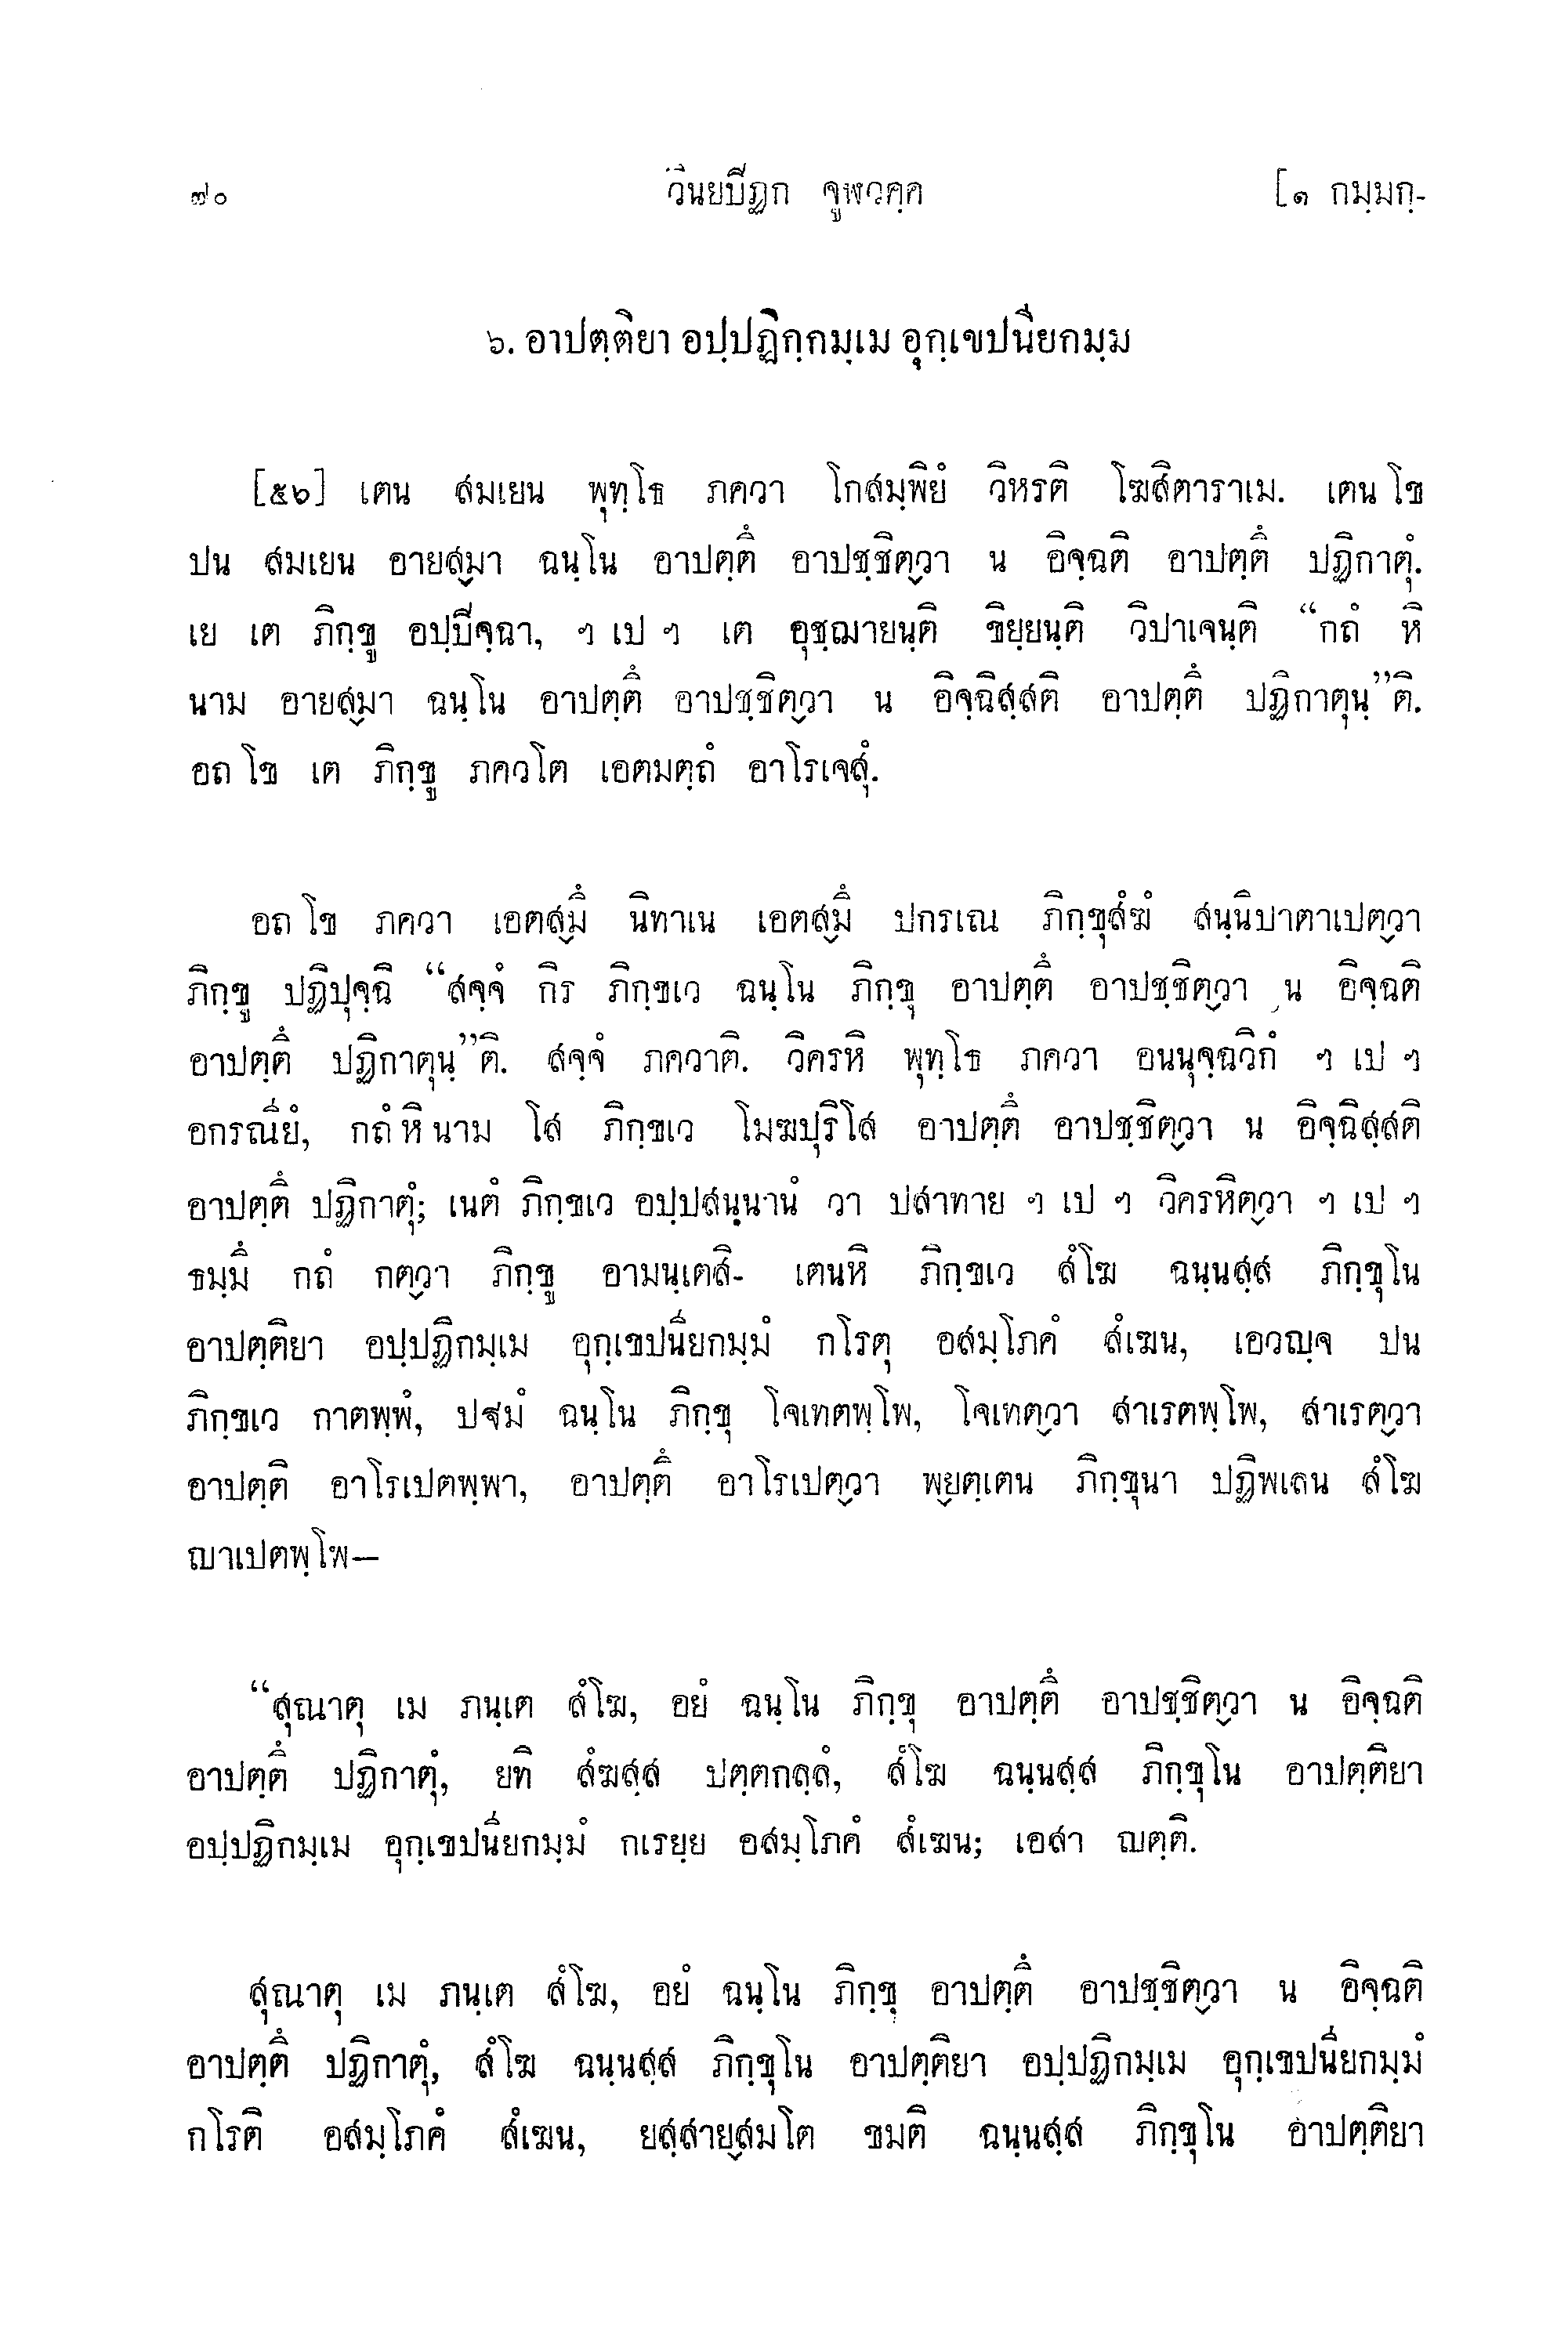 ๗๐ วินยปีฏก จูฬวคฺค [๑ กมฺมกฺ-
๖. อาปตฺติยา อปฺปฏิกฺกมฺเม อุกฺเขปนียกมฺม
[๕๖] เตน สมเยน พุทฺโธ ภควา โกสมฺพิยํ วิหรติ โฆสิตาราเม. เตน โข
ปน สมเยน อายสฺมา ฉนฺโน อาปตฺตึ อาปชฺชิตฺวา น อิจฺฉติ อาปตฺตึ ปฏิกาตุํ.
เย เต ภิกฺขู อปฺปิจฺฉา, ฯ เป ฯ เต อุชฺฌายนฺติ ขิยฺยนฺติ วิปาเจนฺติ “กถํ หิ
นาม อายสฺมา ฉนฺโน อาปตฺตึ อาปชฺชิตฺวา น อิจฺฉิสฺสติ อาปตฺตึ ปฏิกาตุนฺ”ติ.
อถ โข เต ภิกฺขู ภควโต เอตมตฺถํ อาโรเจสุํ.
อถ โข ภควา เอตสฺมึ นิทาเน เอตสฺมึ ปกรเณ ภิกฺขุสํฆํ สนฺนิปาตาเปตฺวา
ภิกฺขู ปฏิปุจฺฉิ “สจฺจํ กิร ภิกฺขเว ฉนฺโน ภิกฺขุ อาปตฺตึ อาปชฺชิตฺวา น อิจฺฉติ
อาปตฺตึ ปฏิกาตุนฺ”ติ. สจฺจํ ภควาติ. วิครหิ พุทฺโธ ภควา อนนุจฺฉวิกํ ฯ เป ฯ
อกรณียํ, กถํ หิ นาม โส ภิกฺขเว โมฆปุริโส อาปตฺตึ อาปชฺชิตฺวา น อิจฺฉิสฺสติ
อาปตฺตึ ปฏิกาตุํ; เนตํ ภิกฺขเว อปฺปสนฺนานํ วา ปสาทาย ฯ เป ฯ วิครหิตฺวา ฯ เป ฯ
ธมฺมึ กถํ กตฺวา ภิกฺขู อามนฺเตสิ- เตนหิ ภิกฺขเว สํโฆ ฉนฺนสฺส ภิกฺขุโน
อาปตฺติยา อปฺปฏิกมฺเม อุกฺเขปนียกมฺมํ กโรตุ อสมฺโภคํ สํเฆน, เอวญฺจ ปน
ภิกฺขเว กาตพฺพํ, ปฐมํ ฉนฺโน ภิกฺขุ โจเทตพฺโพ, โจเทตฺวา สาเรตพฺโพ, สาเรตฺวา
อาปตฺติ อาโรเปตพฺพา, อาปตฺตึ อาโรเปตฺวา พฺยตฺเตน ภิกฺขุนา ปฏิพเลน สํโฆ
ญาเปตพฺโพ—
“สุณาตุ เม ภนฺเต สํโฆ, อยํ ฉนฺโน ภิกฺขุ อาปตฺตึ อาปชฺชิตฺวา น อิจฺฉติ
อาปตฺตึ ปฏิกาตุํ, ยทิ สํฆสฺส ปตฺตกลฺลํ, สํโฆ ฉนฺนสฺส ภิกฺขุโน อาปตฺติยา
อปฺปฏิกมฺเม อุกฺเขปนียกมฺมํ กเรยฺย อสมฺโภคํ สํเฆน; เอสา ญตฺติ.
สุณาตุ เม ภนฺเต สํโฆ, อยํ ฉนฺโน ภิกฺขุ อาปตฺตึ อาปชฺชิตฺวา น อิจฺฉติ
อาปตฺตึ ปฏิกาตุํ, สํโฆ ฉนฺนสฺส ภิกฺขุโน อาปตฺติยา อปฺปฏิกมฺเม อุกฺเขปนียกมฺมํ
กโรติ อสมฺโภคํ สํเฆน, ยสฺสายสฺมโต ขมติ ฉนฺนสฺส ภิกฺขุโน อาปตฺติยา